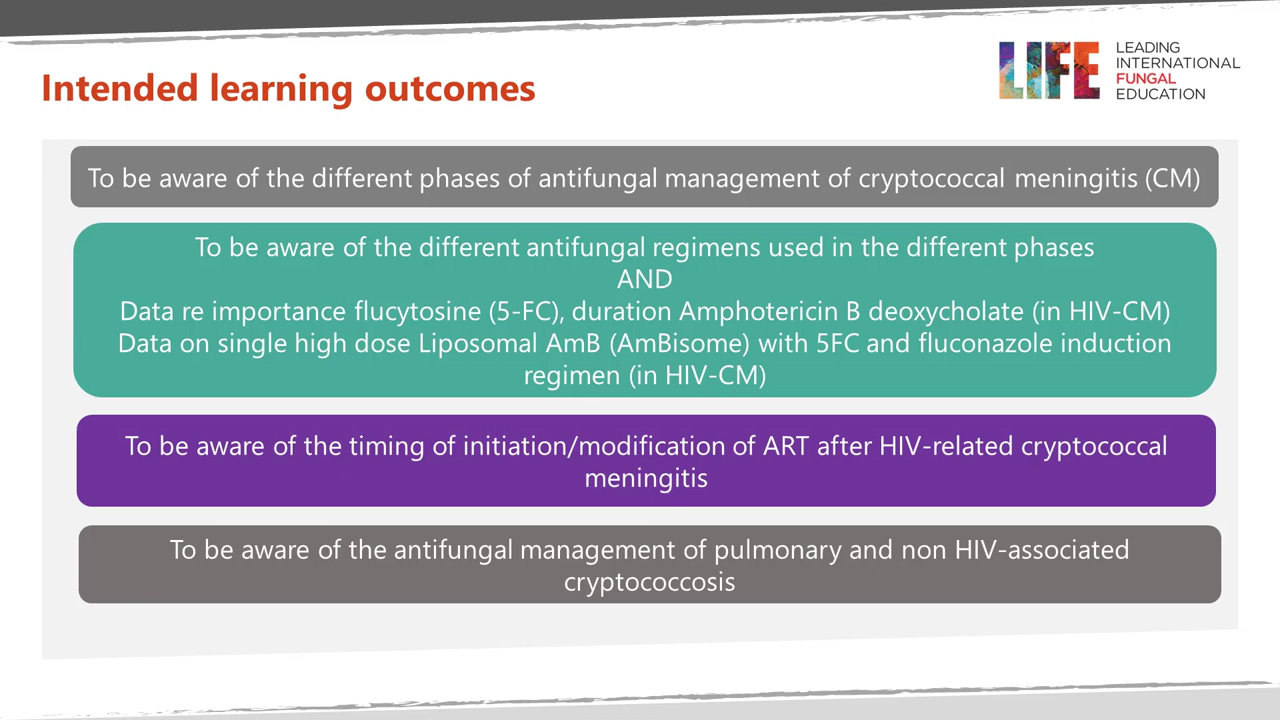 Intended learning outcomes
LIFE
LEADING
INTERNATIONAL
FUNGAL
EDUCATION
To be aware of the different phases of antifungal management of cryptococcal meningitis (CM)
To be aware of the different antifungal regimens used in the different phases
AND
Data re importance flucytosine (5-FC), duration Amphotericin B deoxycholate (in HIV-CM)
Data on single high dose Liposomal AmB (AmBisome) with 5FC and fluconazole induction
regimen (in HIV-CM)
To be aware of the timing of initiation/modification of ART after HIV-related cryptococcal
meningitis
To be aware of the antifungal management of pulmonary and non HIV-associated
cryptococcosis